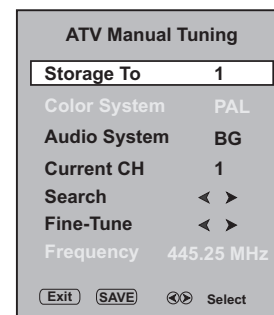 ATV Manual Tuning
Storage To 1
Color System PAL
Audio System BG
Current CH 1
Search
Fine-Tune
Frequency 445.25 MHz
Exit SAVE Select